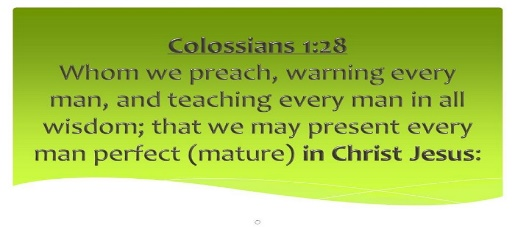 Colossians 1:28
Whom we preach, warning every
man, and teaching every man in all
wisdom; that we may present every
man perfect (mature) in Christ Jesus: